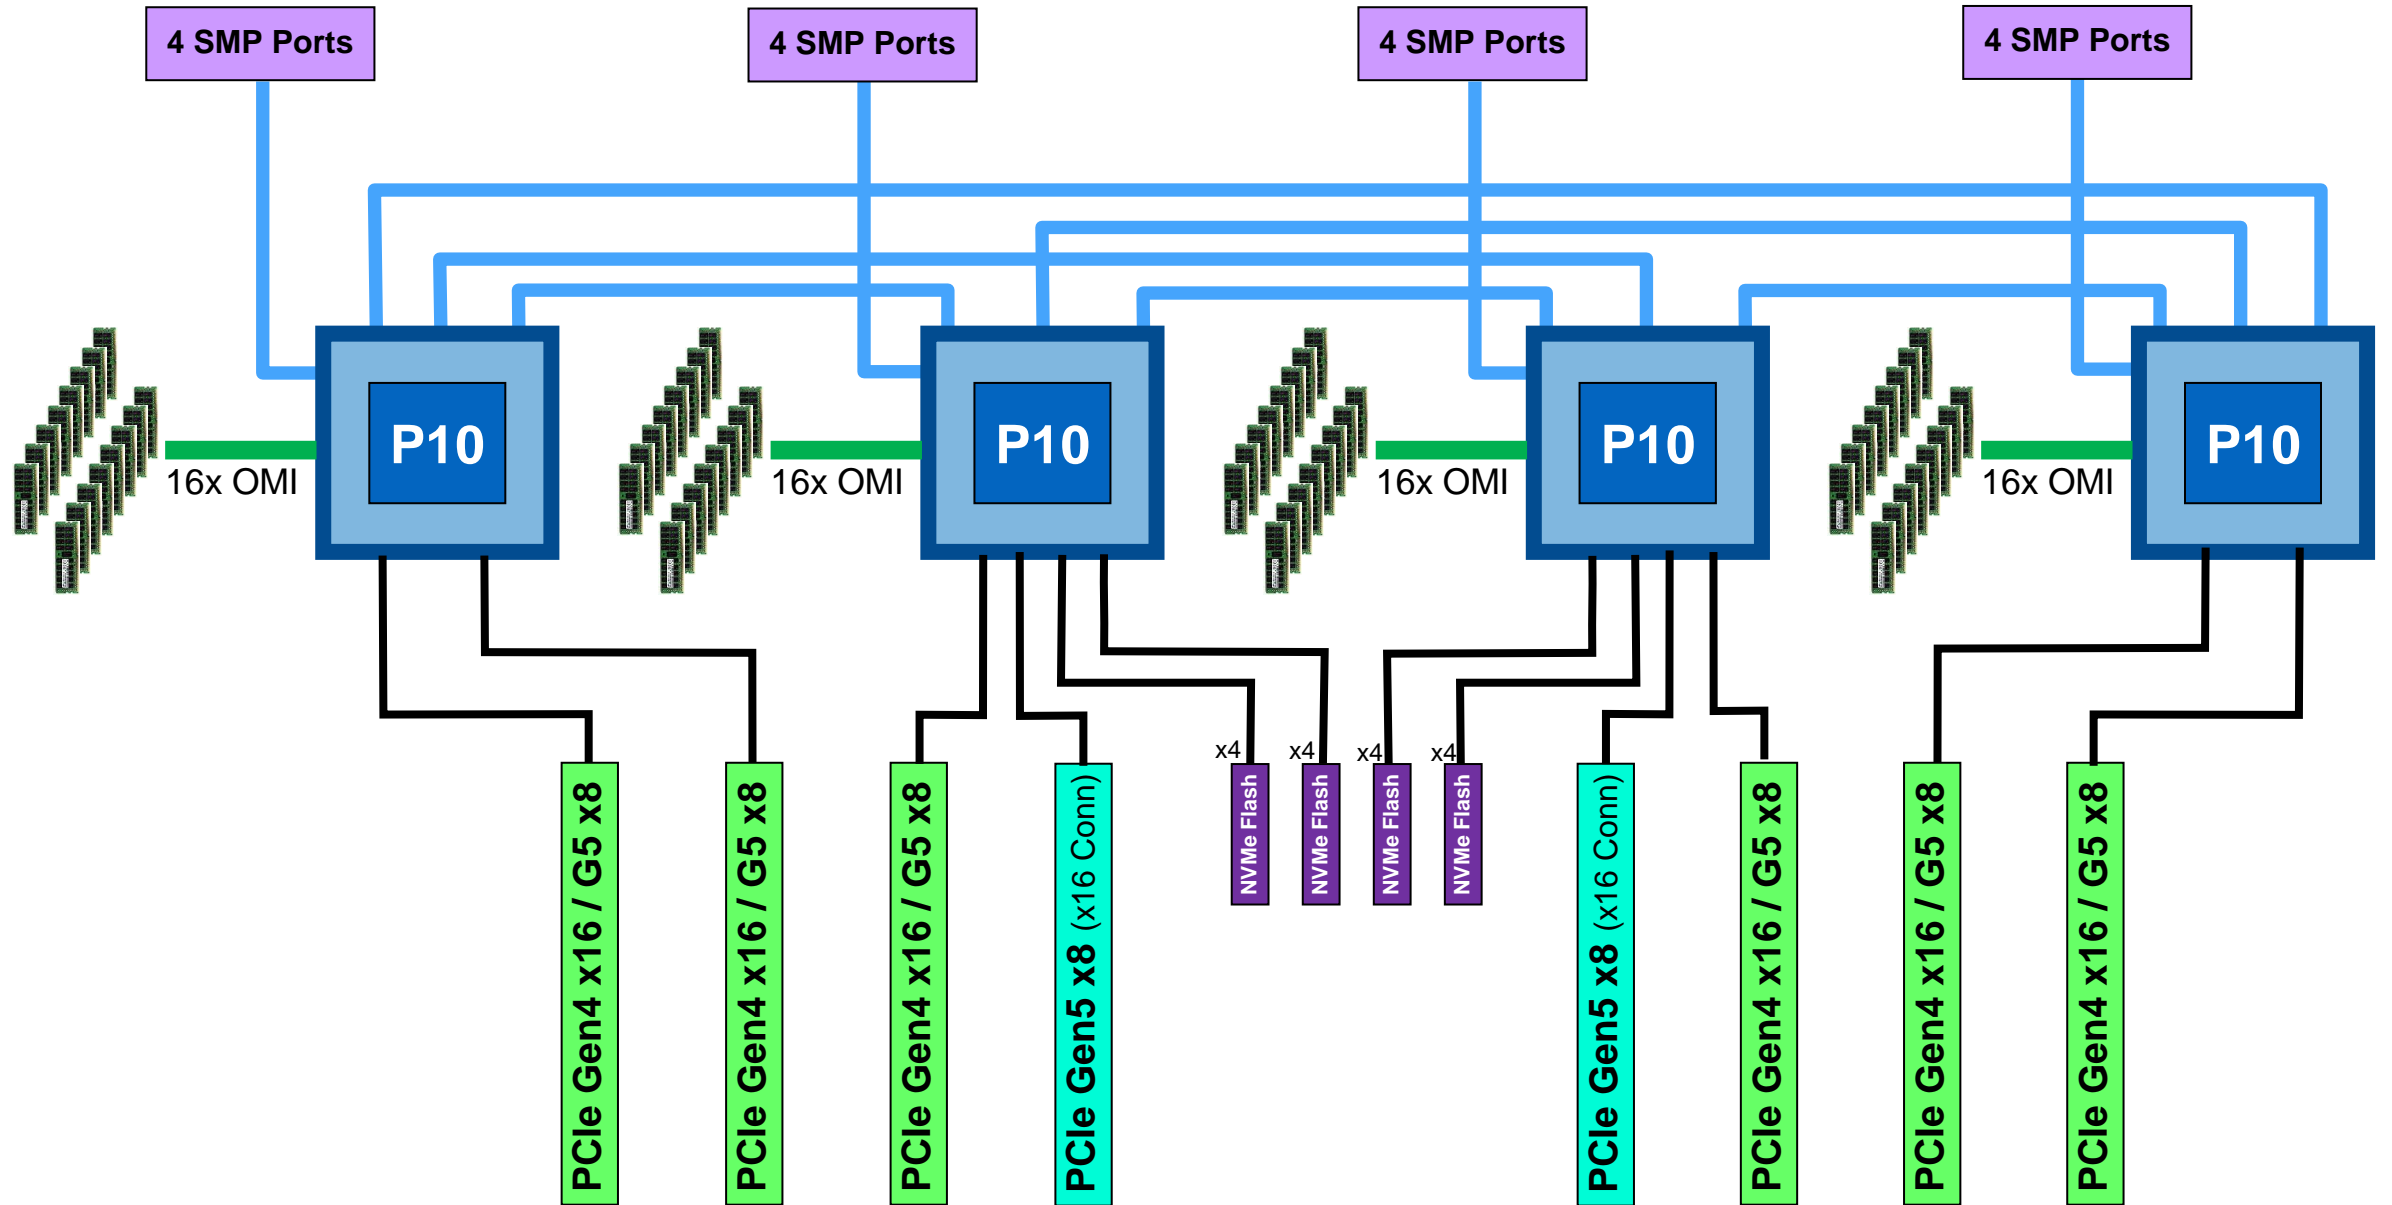 4 SMP Ports
4 SMP Ports
4 SMP Ports
4 SMP Ports
P10
P10
P10
P10
16x OMI
16x OMI
16x OMI
16x OMI
x4
x4
x4
x4
PCIe Gen4 x16 / G5 x8
PCIe Gen4 x16 / G5 x8
PCIe Gen4 x16 / G5 x8
PCIe Gen5 x8 (x16 Conn)
NVMe Flash
NVMe Flash
NVMe Flash
NVMe Flash
PCIe Gen5 x8 (x16 Conn)
PCIe Gen4 x16 / G5 x8
PCIe Gen4 x16 / G5 x8
PCIe Gen4 x16 / G5 x8